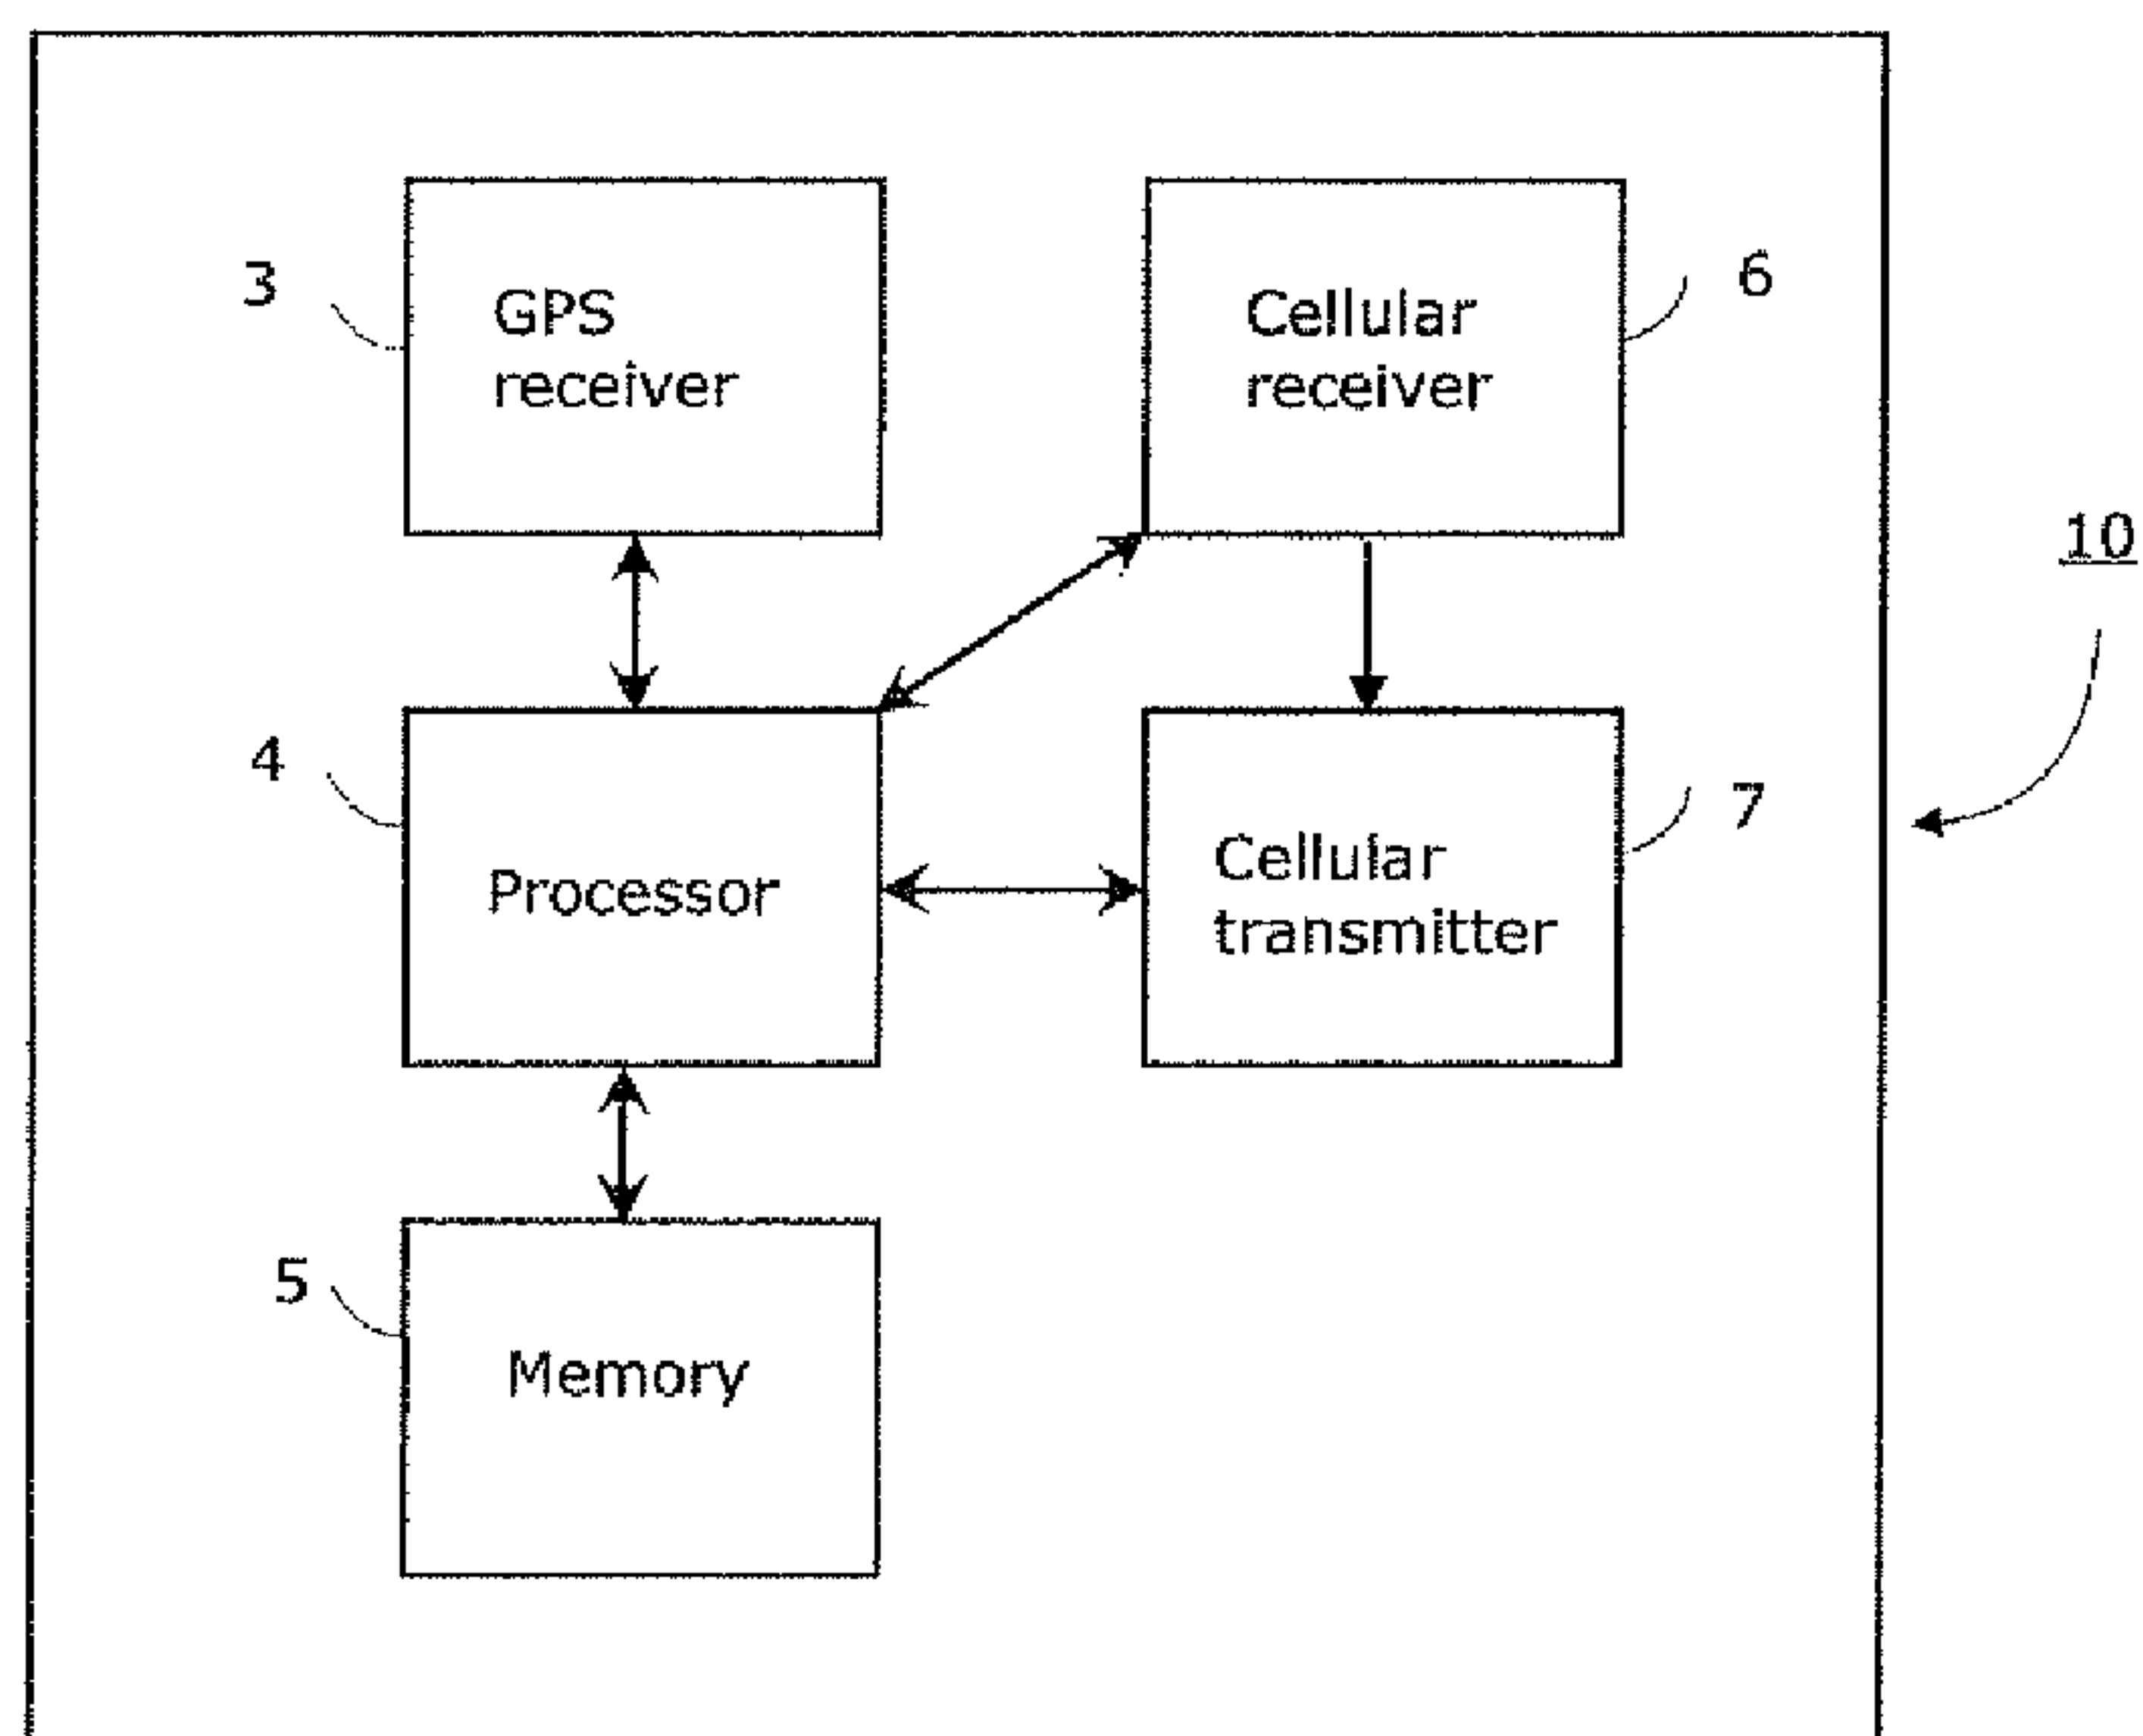 3
GPS
receiver
Cellular
receiver
6
10
4
Processor
Cellular
transmitter
7
5
Memory